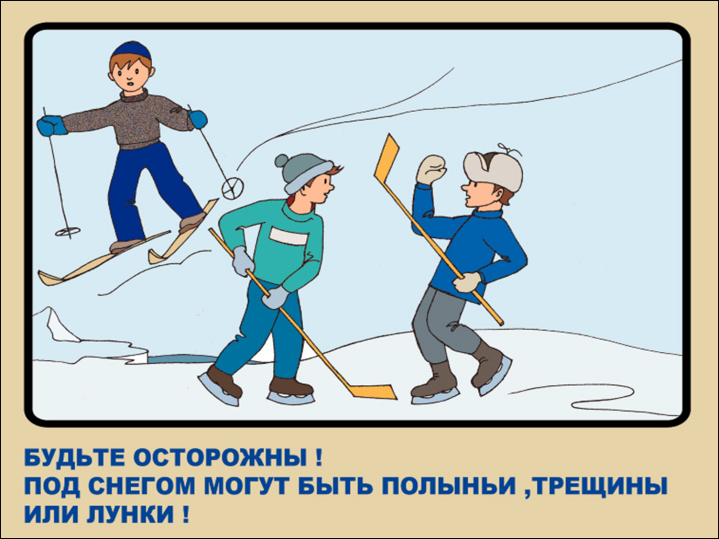 БУДЬТЕ ОСТОРОЖНЫ !
ПОД СНЕГОМ МОГУТ БЫТЬ ПОЛЫНЬИ ,ТРЕЩИНЫ
ИЛИ ЛУНКИ !